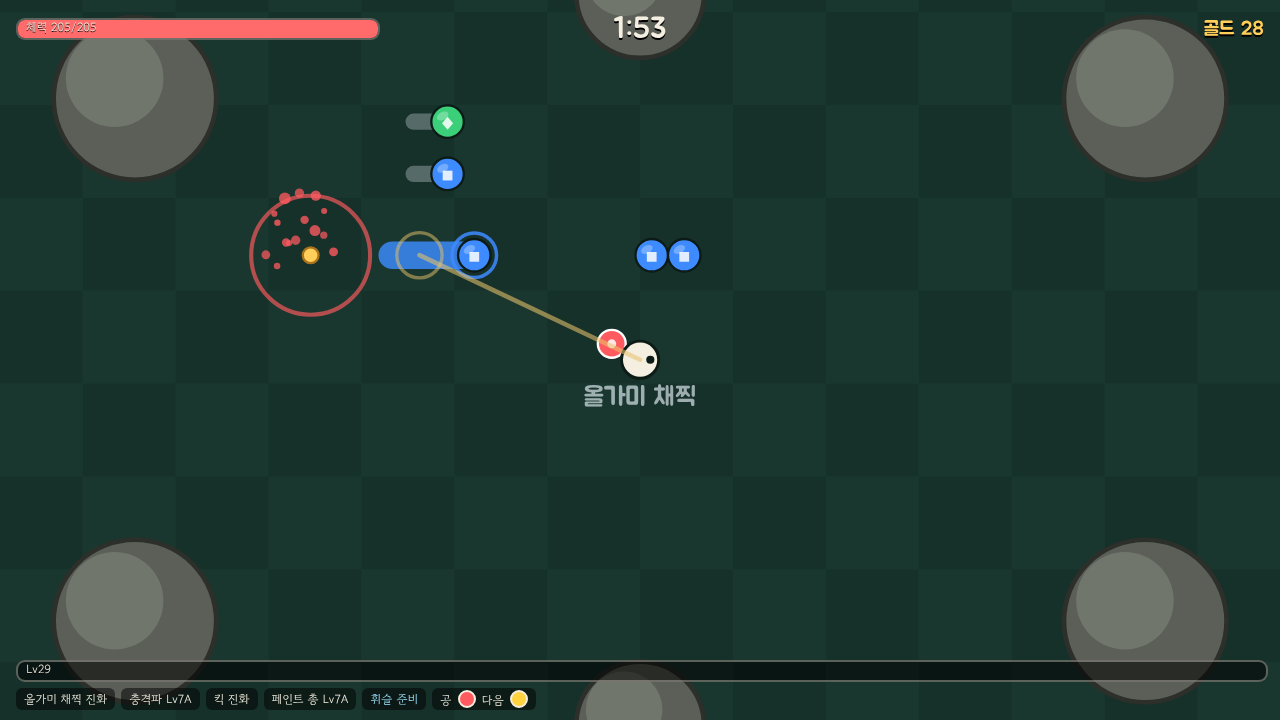 체력 205/205
1:53
골드 28
올가미 채찍
Lv29
올가미 채찍 진화
충격파 Lv7A
킥 진화
페인트 총 Lv7A
휘슬 준비
공
다음